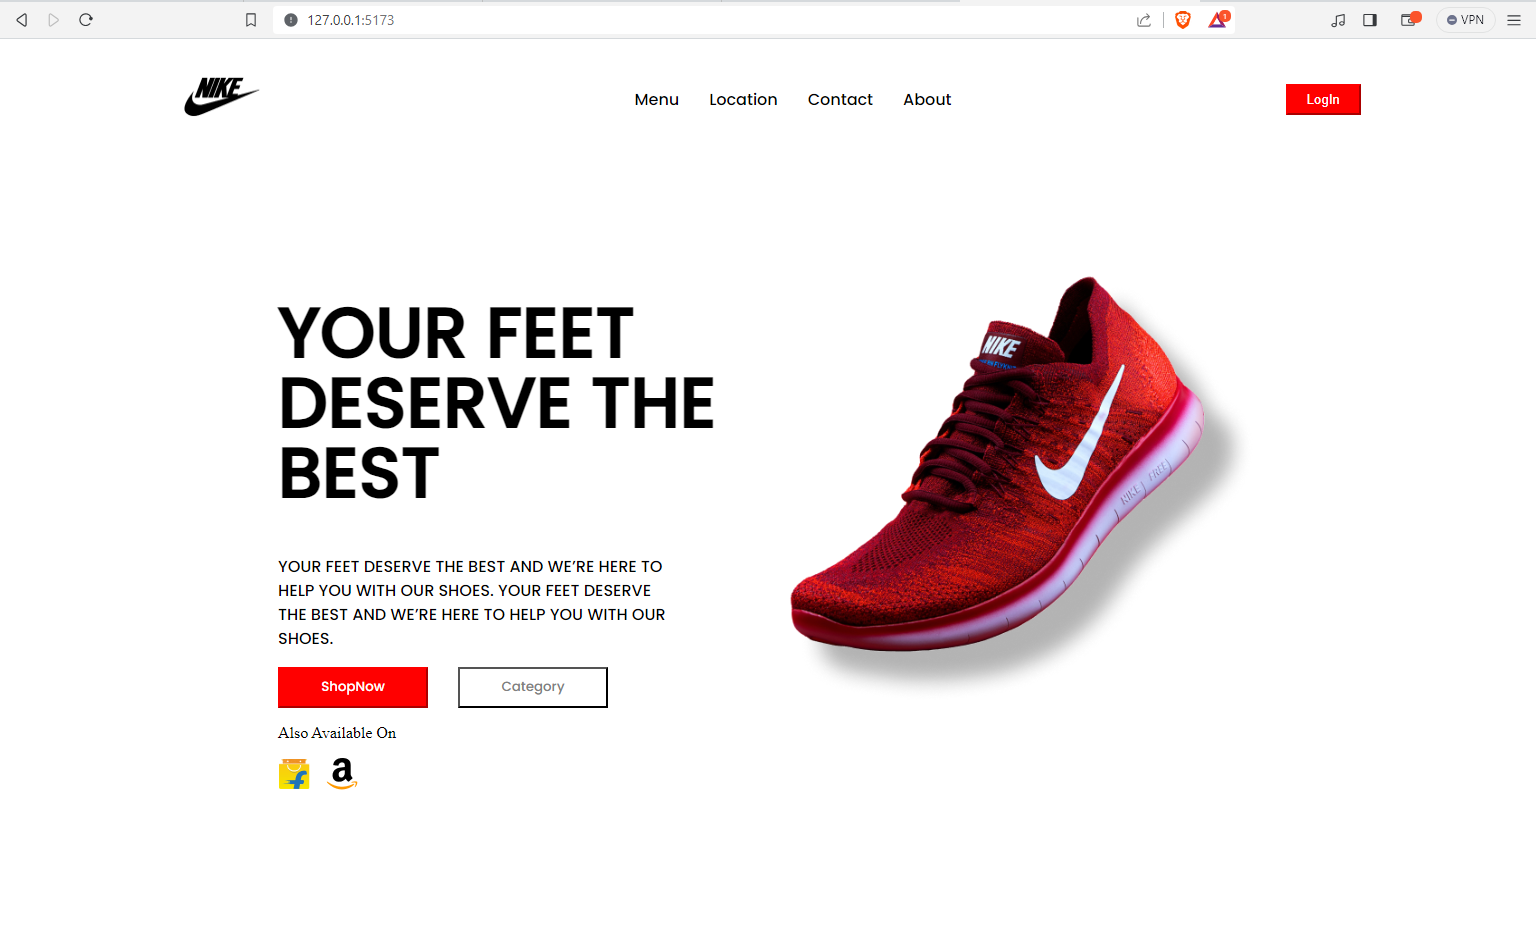 127.0.0.1:5173
1
VPN
NIKE
Menu Location Contact About
LogIn
YOUR FEET
DESERVE THE
BEST
NIKE
NIKE FREE
YOUR FEET DESERVE THE BEST AND WE’RE HERE TO
HELP YOU WITH OUR SHOES. YOUR FEET DESERVE
THE BEST AND WE’RE HERE TO HELP YOU WITH OUR
SHOES.
ShopNow Category
Also Available On
f a